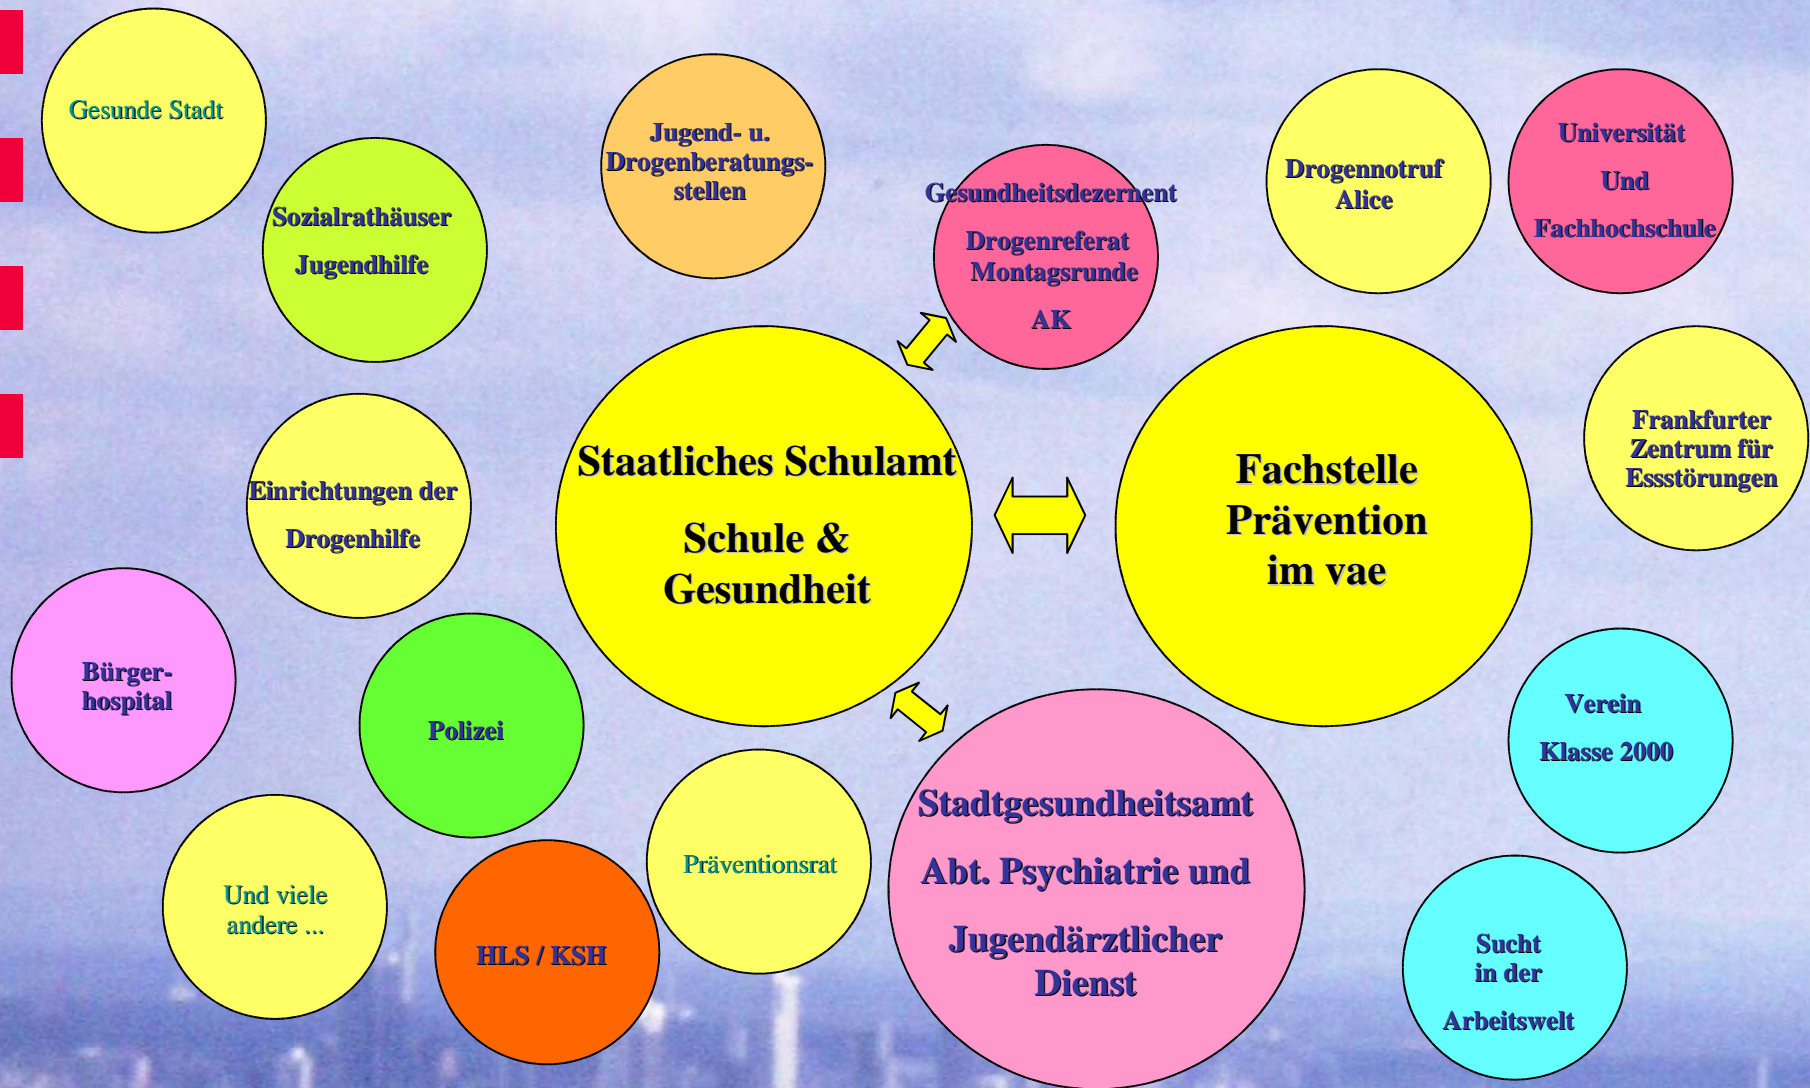 Gesunde Stadt
Sozialrathäuser
Jugendhilfe
Jugend- u.
Drogenberatungs-
stellen
Gesundheitsdezernent
Drogenreferat
Montagsrunde
AK
Drogennotruf
Alice
Universität
Und
Fachhochschule
Einrichtungen der
Drogenhilfe
Staatliches Schulamt
Schule &
Gesundheit
Fachstelle
Prävention
im vae
Frankfurter
Zentrum für
Essstörungen
Bürger-
hospital
Polizei
Verein
Klasse 2000
Und viele
andere ...
HLS / KSH
Präventionsrat
Stadtgesundheitsamt
Abt. Psychiatrie und
Jugendärztlicher
Dienst
Sucht
in der
Arbeitswelt